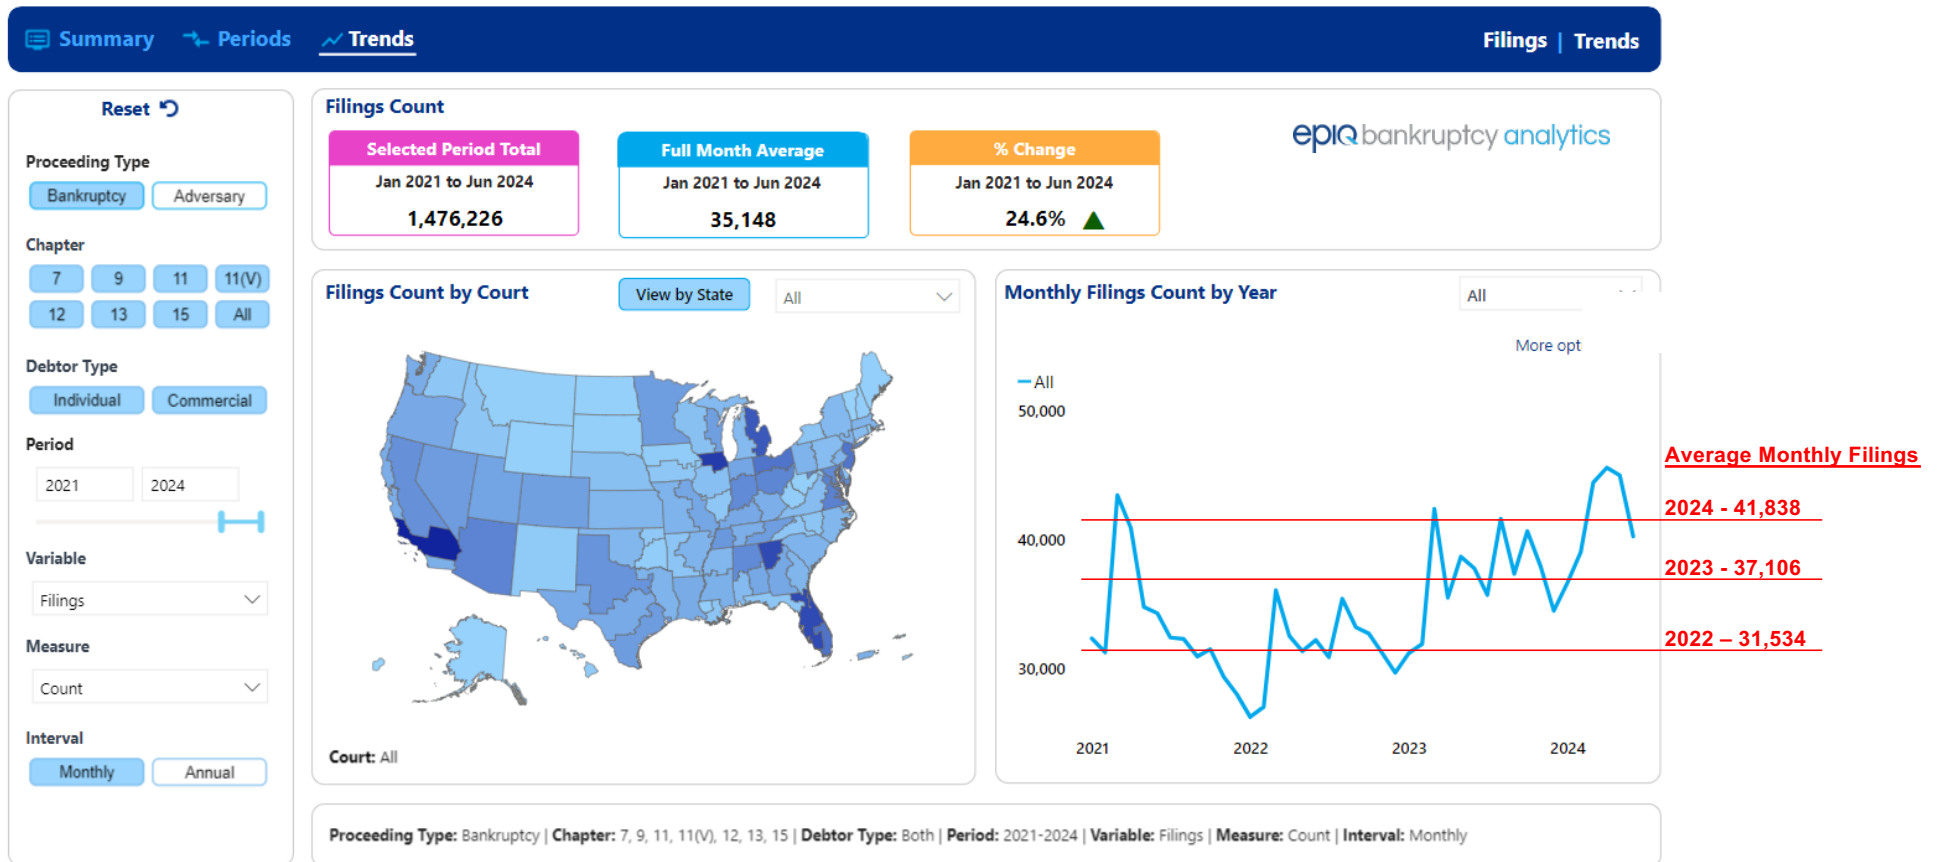 Summary Periods Trends Filings | Trends
Reset
Proceeding Type
Bankruptcy Adversary
Chapter
7 9 11 11(V)
12 13 15 All
Debtor Type
Individual Commercial
Period
2021 2024
Variable
Filings
Measure
Count
Interval
Monthly Annual
Filings Count
Selected Period Total
Jan 2021 to Jun 2024
1,476,226
Full Month Average
Jan 2021 to Jun 2024
35,148
% Change
Jan 2021 to Jun 2024
24.6%
epiq bankruptcy analytics
Filings Count by Court View by State All
Court: All
Monthly Filings Count by Year All
More opt
All
50,000
40,000
30,000
2021 2022 2023 2024
Average Monthly Filings
2024 - 41,838
2023 - 37,106
2022 – 31,534
Proceeding Type: Bankruptcy | Chapter: 7, 9, 11, 11(V), 12, 13, 15 | Debtor Type: Both | Period: 2021-2024 | Variable: Filings | Measure: Count | Interval: Monthly